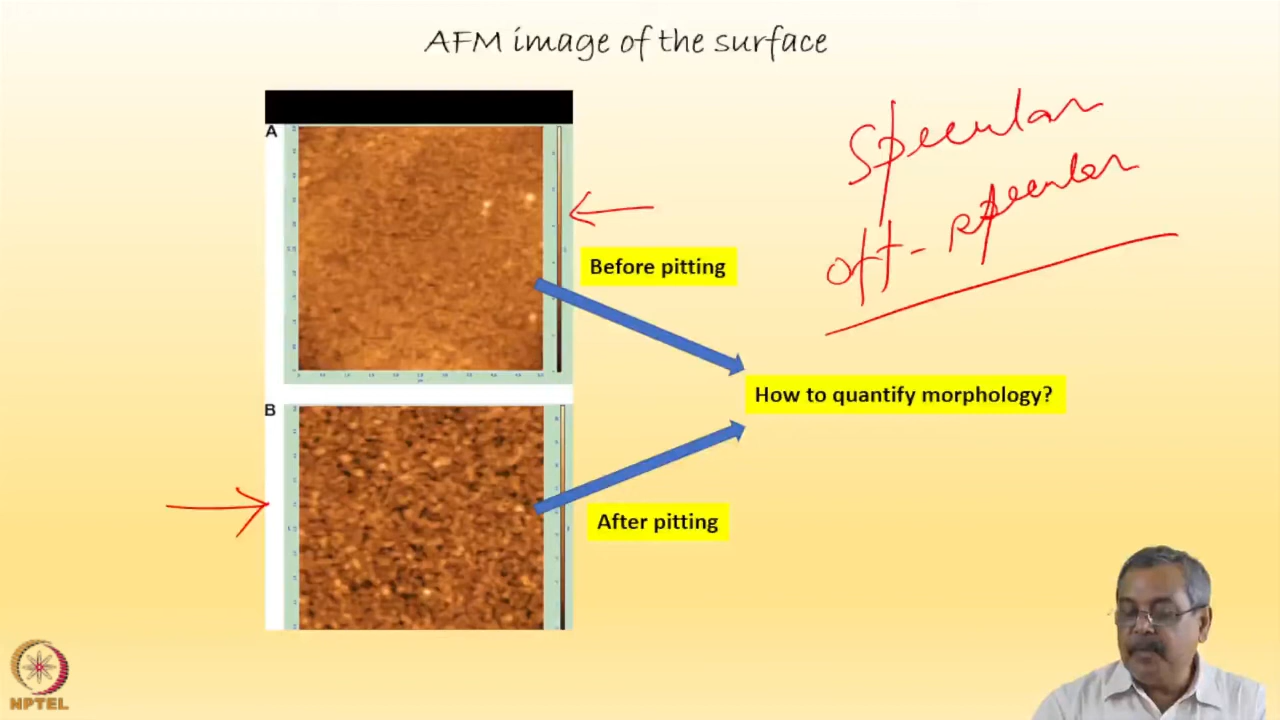 AFM image of the surface
A
Specular
off-specular
Before pitting
How to quantify morphology?
B
After pitting
NPTEL